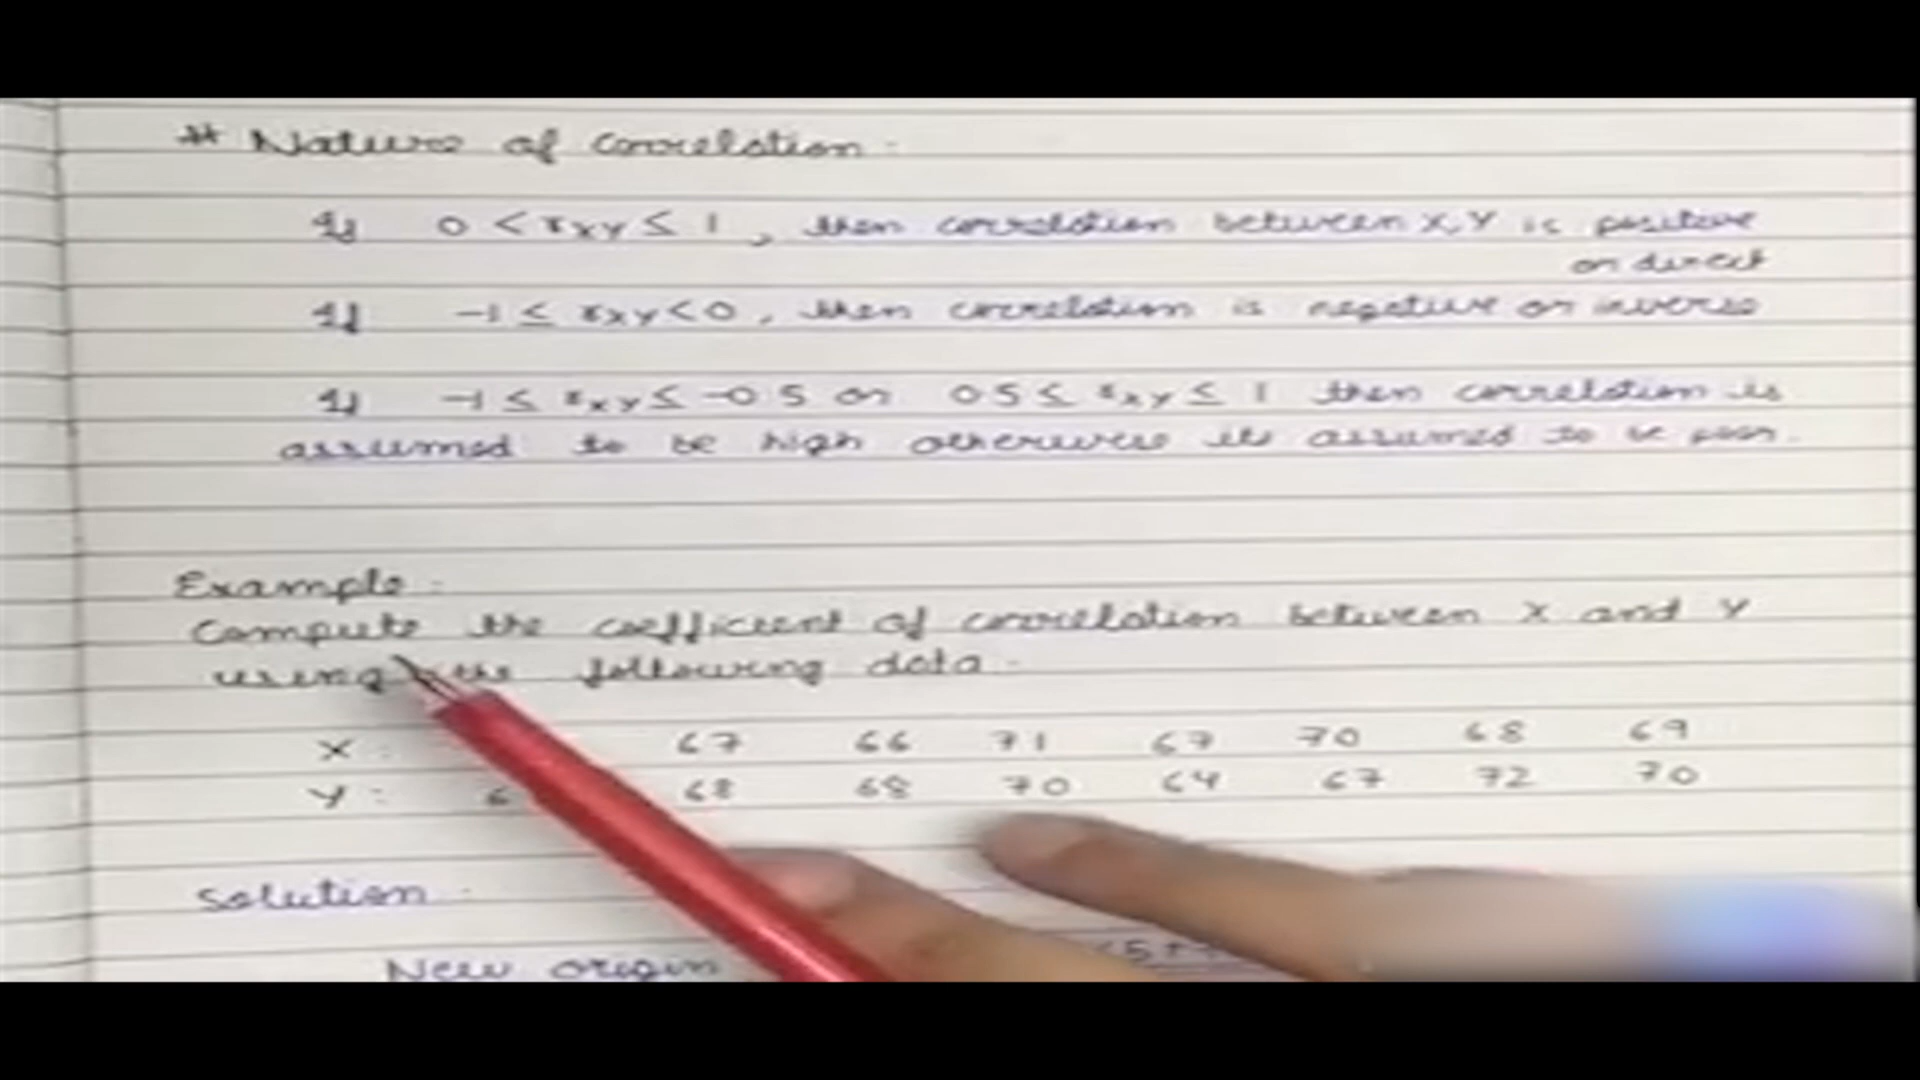 # Nature of correlation:
If 0 < rxy ≤ 1, then correlation between X,Y is positive
or direct
If -1 ≤ rxy < 0, then correlation is negative or inverse
If -1 ≤ rxy ≤ -0.5 or 0.5 ≤ rxy ≤ 1 then correlation is
assumed to be high otherwise its assumed to be poor.
Example:
Compute the coefficient of correlation between X and Y
using the following data.
X: 67 66 71 67 70 68 69
Y: 6 68 68 70 64 67 72 70
Solution:
New origin